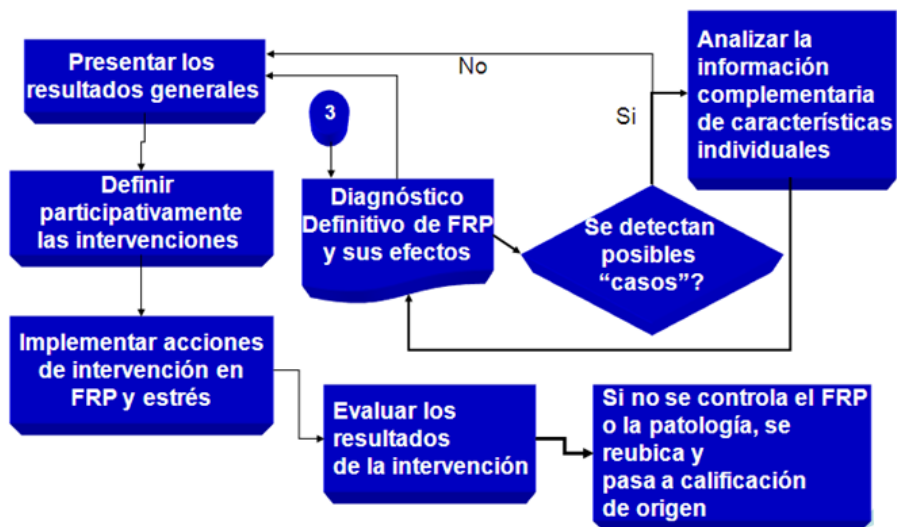 Presentar los
resultados generales
No
Analizar la
información
complementaria
de características
individuales
3
Si
Definir
participativamente
las intervenciones
Diagnóstico
Definitivo de FRP
y sus efectos
Se detectan
posibles
“casos”?
Implementar acciones
de intervención en
FRP y estrés
Evaluar los
resultados
de la intervención
Si no se controla el FRP
o la patología, se
reubica y
pasa a calificación
de origen